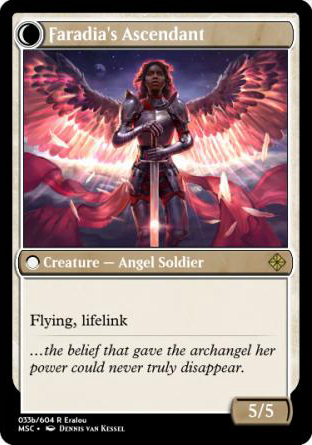 Faradia's Ascendant
Creature — Angel Soldier
Flying, lifelink
...the belief that gave the archangel her
power could never truly disappear.
5/5
033b/604 R Eralou
MSC • Dennis van Kessel